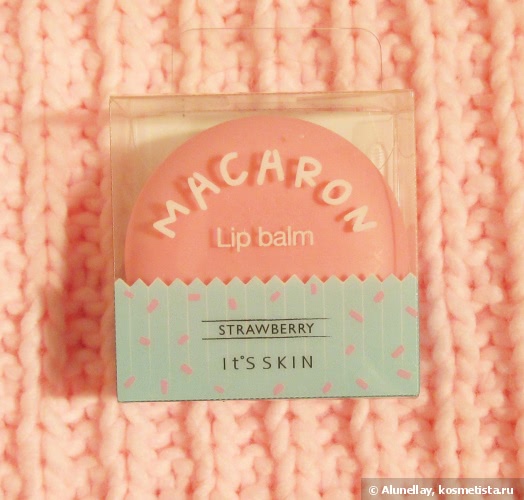 MACARON
Lip balm
STRAWBERRY
It'S SKIN
© Alunellay, kosmetista.ru